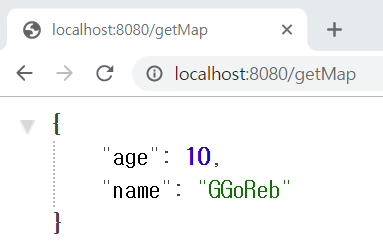 localhost:8080/getMap
localhost:8080/getMap
{
"age": 10,
"name": "GGoReb"
}